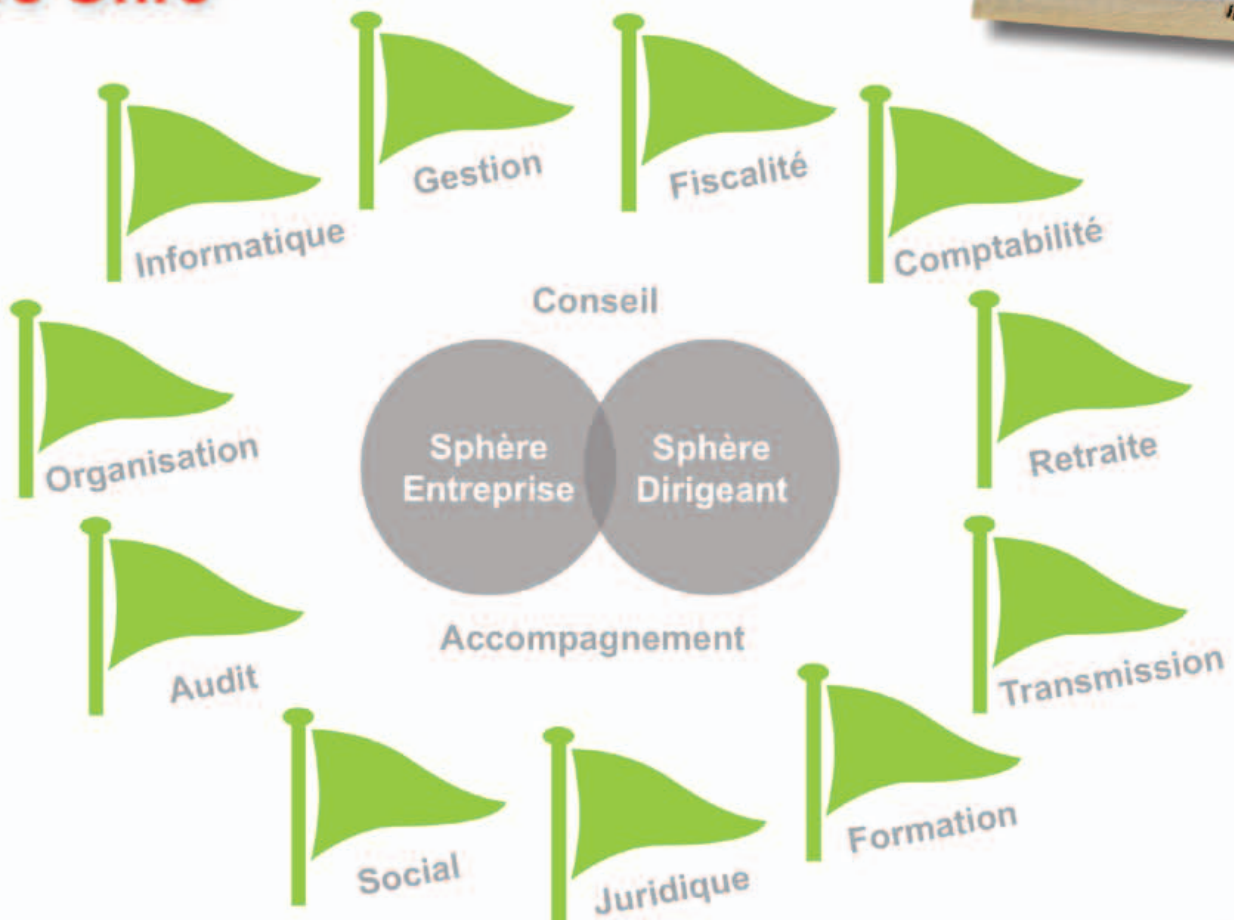 Gestion
Fiscalité
Informatique
Comptabilité
Conseil
Organisation
Retraite
Sphère
Entreprise
Sphère
Dirigeant
Audit
Accompagnement
Transmission
Social
Juridique
Formation